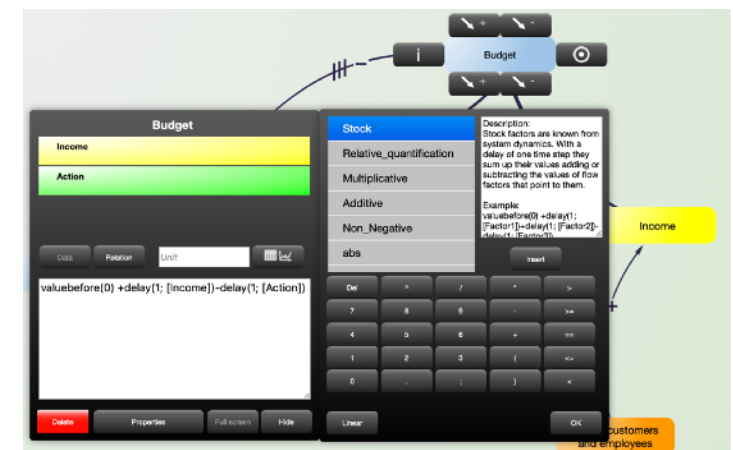 +
-
i
Budget
+
-
Budget
Income
Action
Data
Relation
Unit
valuebefore(0) +delay(1; [Income])-delay(1; [Action])
Delete
Properties
Full screen
Hide
Stock
Relative_quantification
Multiplicative
Additive
Non_Negative
abs
Description:
Stock factors are known from
system dynamics. With a
delay of one time step they
sum up their values adding or
subtracting the values of flow
factors that point to them.
Example:
valuebefore(0) +delay(1;
[Factor1])+delay(1; [Factor2])-
delay(1; [Factor3])
Insert
Del ^ / * >
7 8 9 - >=
4 5 6 + ==
1 2 3 ( <=
0 . ; ) <
Linear
OK
Income
+
customers
and employees